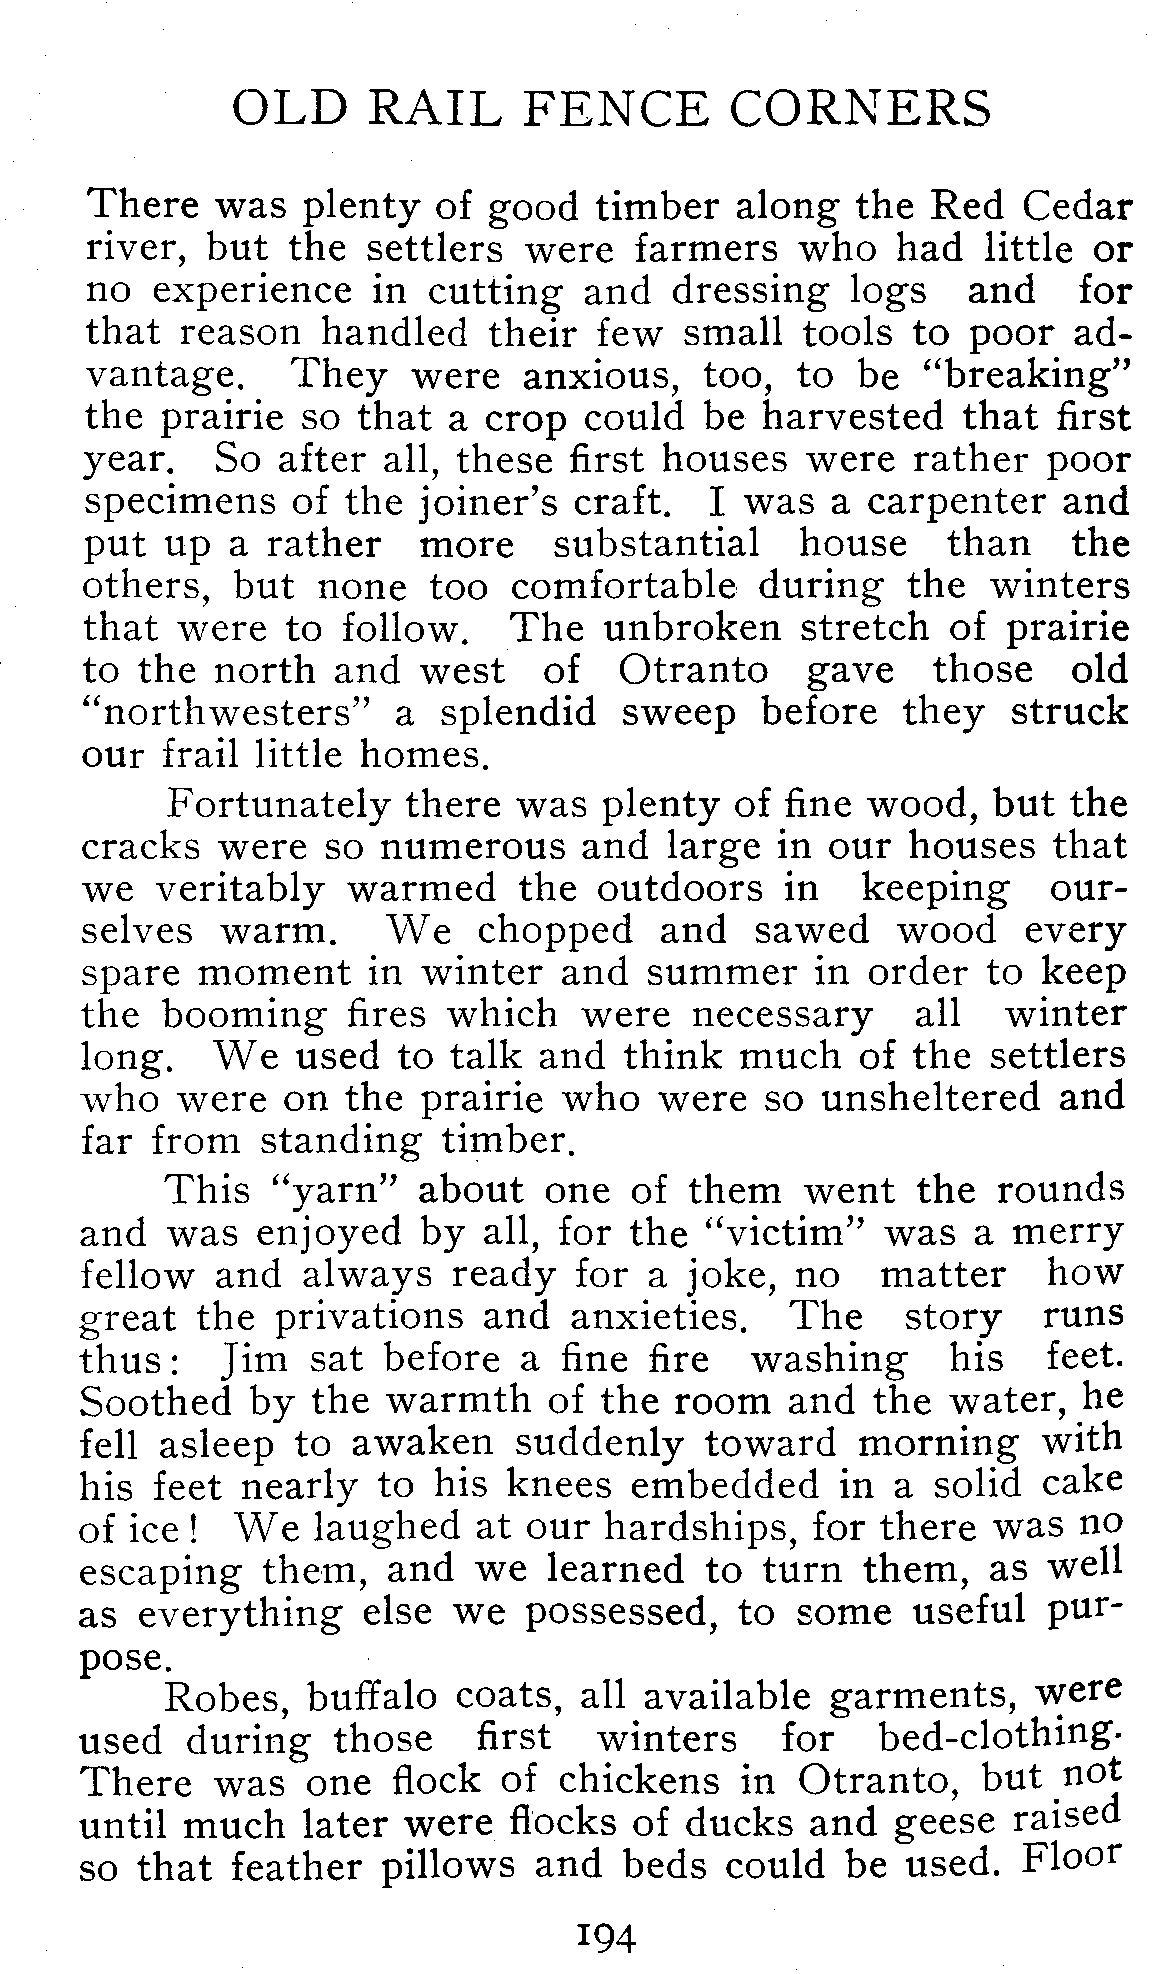 OLD RAIL FENCE CORNERS
There was plenty of good timber along the Red Cedar
river, but the settlers were farmers who had little or
no experience in cutting and dressing logs and for
that reason handled their few small tools to poor ad-
vantage. They were anxious, too, to be “breaking”
the prairie so that a crop could be harvested that first
year. So after all, these first houses were rather poor
specimens of the joiner’s craft. I was a carpenter and
put up a rather more substantial house than the
others, but none too comfortable during the winters
that were to follow. The unbroken stretch of prairie
to the north and west of Otranto gave those old
“northwesters” a splendid sweep before they struck
our frail little homes.
Fortunately there was plenty of fine wood, but the
cracks were so numerous and large in our houses that
we veritably warmed the outdoors in keeping our-
selves warm. We chopped and sawed wood every
spare moment in winter and summer in order to keep
the booming fires which were necessary all winter
long. We used to talk and think much of the settlers
who were on the prairie who were so unsheltered and
far from standing timber.
This “yarn” about one of them went the rounds
and was enjoyed by all, for the “victim” was a merry
fellow and always ready for a joke, no matter how
great the privations and anxieties. The story runs
thus: Jim sat before a fine fire washing his feet.
Soothed by the warmth of the room and the water, he
fell asleep to awaken suddenly toward morning with
his feet nearly to his knees embedded in a solid cake
of ice! We laughed at our hardships, for there was no
escaping them, and we learned to turn them, as well
as everything else we possessed, to some useful pur-
pose.
Robes, buffalo coats, all available garments, were
used during those first winters for bed-clothing.
There was one flock of chickens in Otranto, but not
until much later were flocks of ducks and geese raised
so that feather pillows and beds could be used. Floor
194